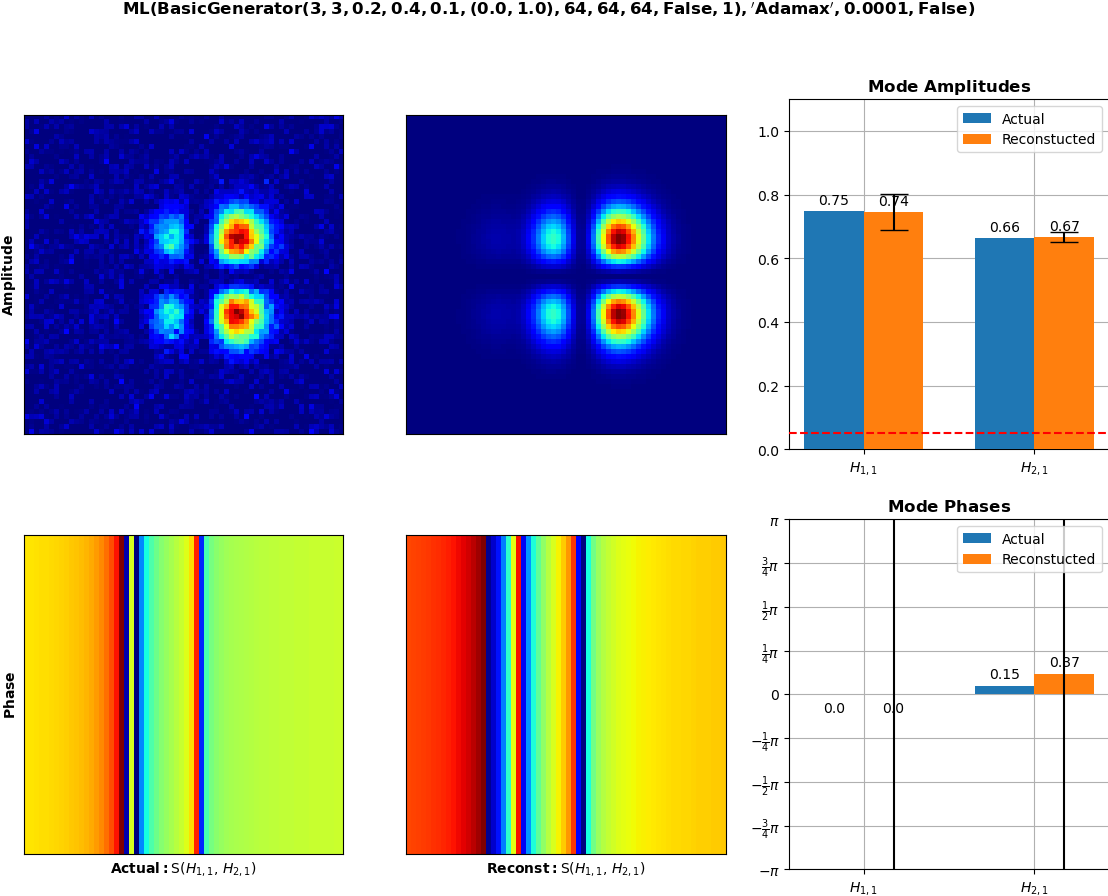 ML(BasicGenerator(3, 3, 0.2, 0.4, 0.1, (0.0, 1.0), 64, 64, 64, False, 1), 'Adamax', 0.0001, False)
Amplitude
Mode Amplitudes
Actual
Reconstucted
1.0
0.8
0.6
0.4
0.2
0.0
0.75
0.74
0.66
0.67
H1,1
H2,1
Phase
Actual: S(H1,1, H2,1)
Reconst: S(H1,1, H2,1)
Mode Phases
Actual
Reconstucted
π
3/4π
1/2π
1/4π
0
−1/4π
−1/2π
−3/4π
−π
0.0
0.0
0.15
0.37
H1,1
H2,1